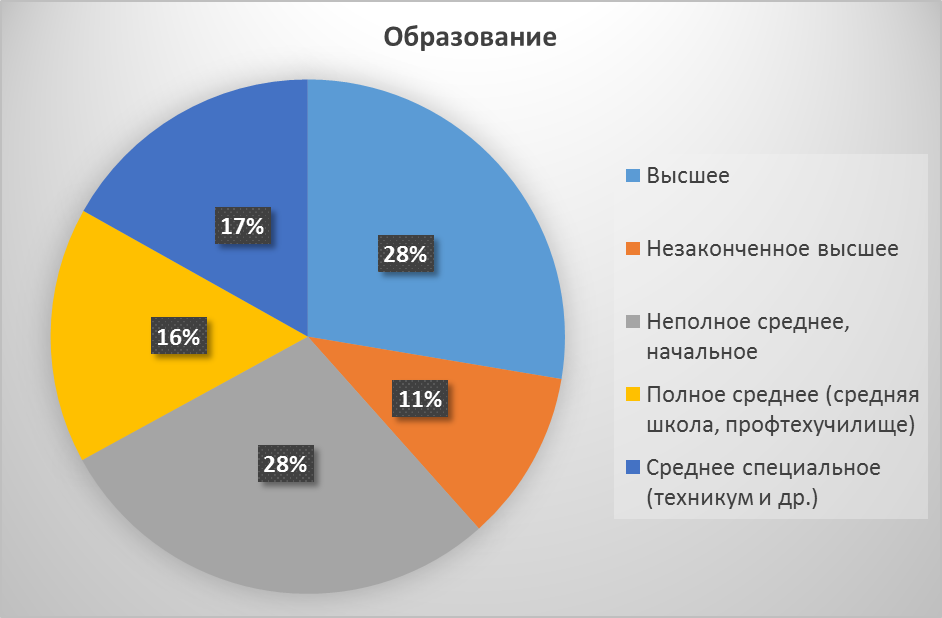 Образование
17%
28%
16%
11%
28%
Высшее
Незаконченное высшее
Неполное среднее,
начальное
Полное среднее (средняя
школа, профтехучилище)
Среднее специальное
(техникум и др.)